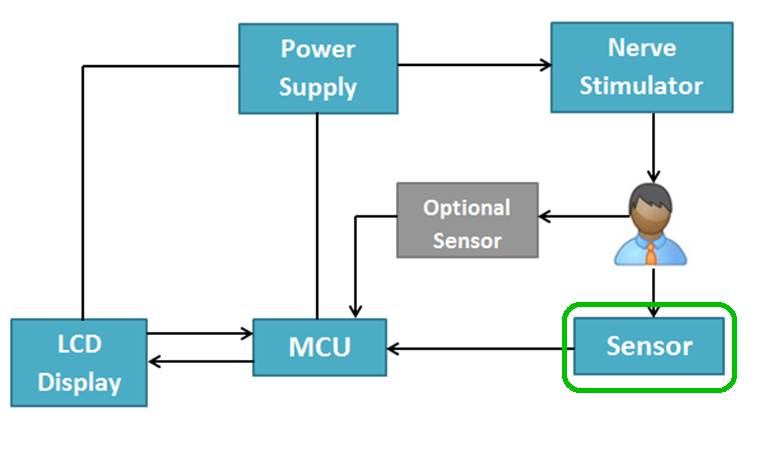 Power
Supply
Nerve
Stimulator
Optional
Sensor
LCD
Display
MCU
Sensor